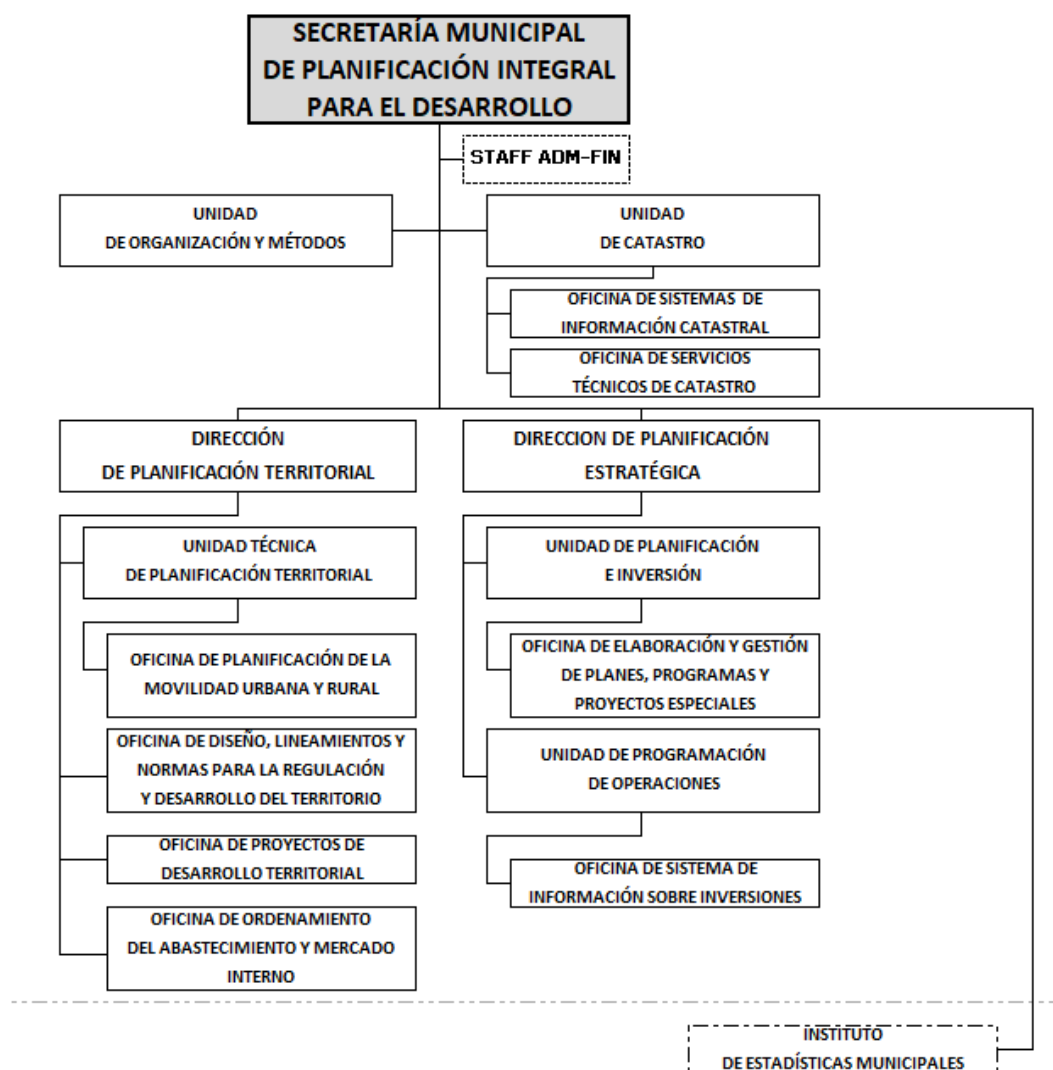 SECRETARÍA MUNICIPAL
DE PLANIFICACIÓN INTEGRAL
PARA EL DESARROLLO
STAFF ADM-FIN
UNIDAD
DE ORGANIZACIÓN Y MÉTODOS
UNIDAD
DE CATASTRO
OFICINA DE SISTEMAS DE
INFORMACIÓN CATASTRAL
OFICINA DE SERVICIOS
TÉCNICOS DE CATASTRO
DIRECCIÓN
DE PLANIFICACIÓN TERRITORIAL
UNIDAD TÉCNICA
DE PLANIFICACIÓN TERRITORIAL
OFICINA DE PLANIFICACIÓN DE LA
MOVILIDAD URBANA Y RURAL
OFICINA DE DISEÑO, LINEAMIENTOS Y
NORMAS PARA LA REGULACIÓN
Y DESARROLLO DEL TERRITORIO
OFICINA DE PROYECTOS DE
DESARROLLO TERRITORIAL
OFICINA DE ORDENAMIENTO
DEL ABASTECIMIENTO Y MERCADO
INTERNO
DIRECCION DE PLANIFICACIÓN
ESTRATÉGICA
UNIDAD DE PLANIFICACIÓN
E INVERSIÓN
OFICINA DE ELABORACIÓN Y GESTIÓN
DE PLANES, PROGRAMAS Y
PROYECTOS ESPECIALES
UNIDAD DE PROGRAMACIÓN
DE OPERACIONES
OFICINA DE SISTEMA DE
INFORMACIÓN SOBRE INVERSIONES
INSTITUTO
DE ESTADÍSTICAS MUNICIPALES